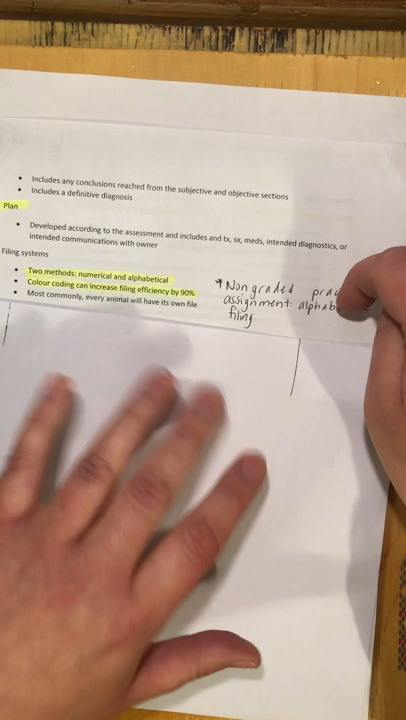 • Includes any conclusions reached from the subjective and objective sections
• Includes a definitive diagnosis
Plan
• Developed according to the assessment and includes and tx, sx, meds, intended diagnostics, or
intended communications with owner
Filing systems
• Two methods: numerical and alphabetical
• Colour coding can increase filing efficiency by 90%
• Most commonly, every animal will have its own file
* Non graded
assignment:
filing